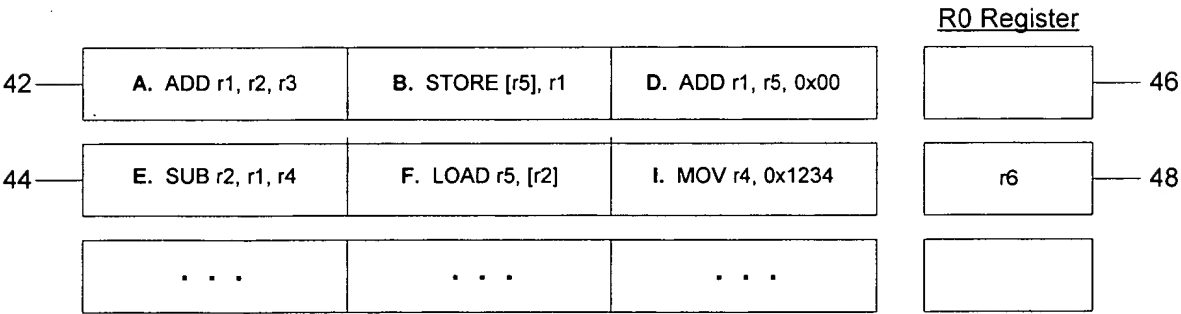 R0 Register
42 A. ADD r1, r2, r3 B. STORE [r5], r1 D. ADD r1, r5, 0x00 46
44 E. SUB r2, r1, r4 F. LOAD r5, [r2] I. MOV r4, 0x1234 r6 48
. . . . . . . . .